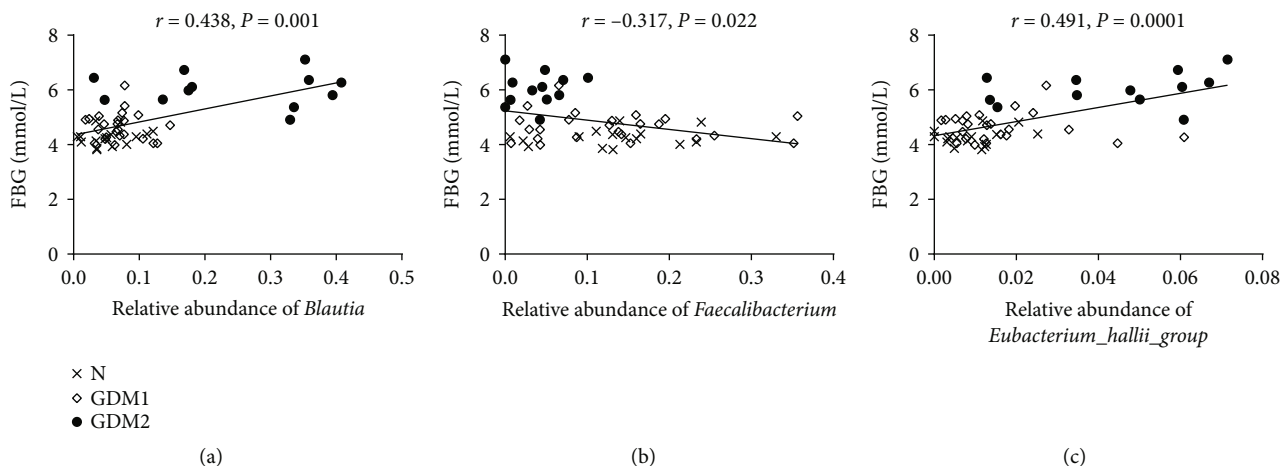 r = 0.438, P = 0.001
8
6
4
2
0
FBG (mmol/L)
0.0 0.1 0.2 0.3 0.4 0.5
Relative abundance of Blautia
r = –0.317, P = 0.022
8
6
4
2
0
FBG (mmol/L)
0.0 0.1 0.2 0.3 0.4
Relative abundance of Faecalibacterium
r = 0.491, P = 0.0001
8
6
4
2
0
FBG (mmol/L)
0.00 0.02 0.04 0.06 0.08
Relative abundance of
Eubacterium_hallii_group
N
GDM1
GDM2
(a)
(b)
(c)